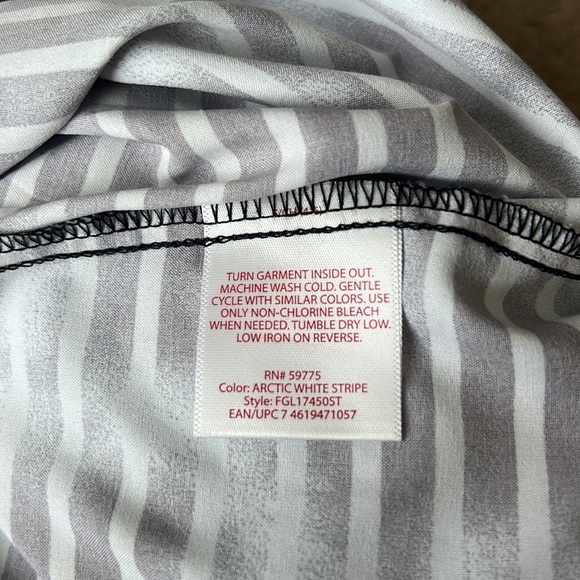 TURN GARMENT INSIDE OUT.
MACHINE WASH COLD. GENTLE
CYCLE WITH SIMILAR COLORS. USE
ONLY NON-CHLORINE BLEACH
WHEN NEEDED. TUMBLE DRY LOW.
LOW IRON ON REVERSE.
RN# 59775
Color: ARCTIC WHITE STRIPE
Style: FGL17450ST
EAN/UPC 7 4619471057